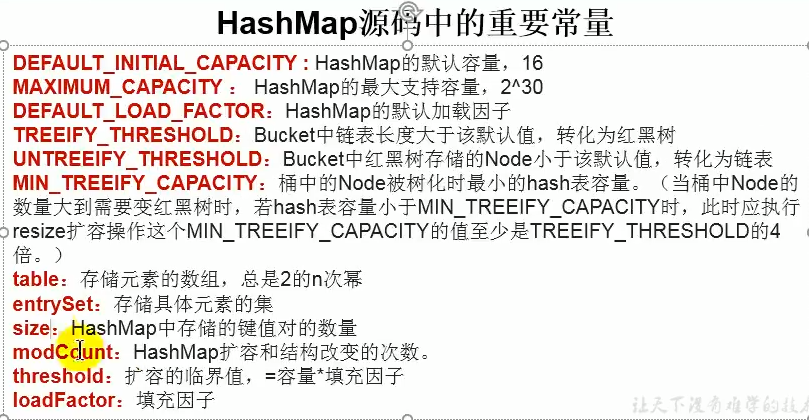 HashMap源码中的重要常量
DEFAULT_INITIAL_CAPACITY : HashMap的默认容量，16
MAXIMUM_CAPACITY ： HashMap的最大支持容量，2^30
DEFAULT_LOAD_FACTOR：HashMap的默认加载因子
TREEIFY_THRESHOLD：Bucket中链表长度大于该默认值，转化为红黑树
UNTREEIFY_THRESHOLD：Bucket中红黑树存储的Node小于该默认值，转化为链表
MIN_TREEIFY_CAPACITY：桶中的Node被树化时最小的hash表容量。（当桶中Node的
数量大到需要变红黑树时，若hash表容量小于MIN_TREEIFY_CAPACITY时，此时应执行
resize扩容操作这个MIN_TREEIFY_CAPACITY的值至少是TREEIFY_THRESHOLD的4
倍。）
table：存储元素的数组，总是2的n次幂
entrySet：存储具体元素的集
size：HashMap中存储的键值对的数量
modCount：HashMap扩容和结构改变的次数。
threshold：扩容的临界值，=容量*填充因子
loadFactor：填充因子
让天下没有难学的技